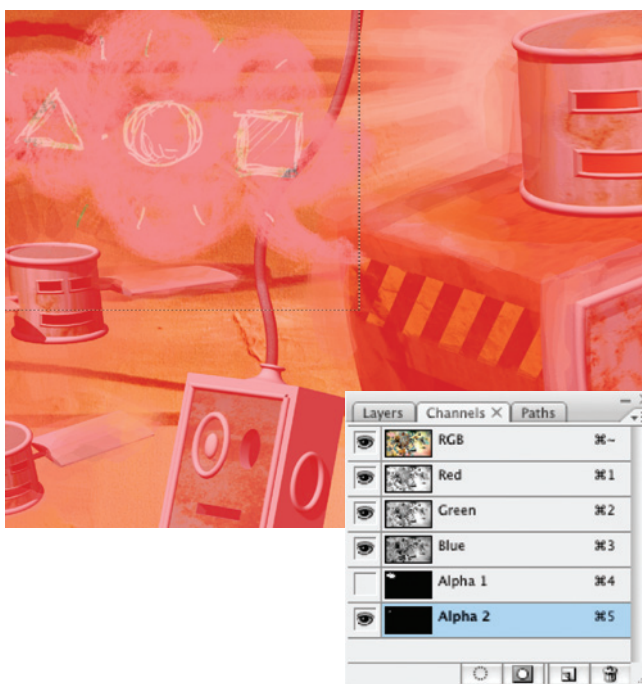 Layers Channels × Paths
RGB ⌘~
Red ⌘1
Green ⌘2
Blue ⌘3
Alpha 1 ⌘4
Alpha 2 ⌘5